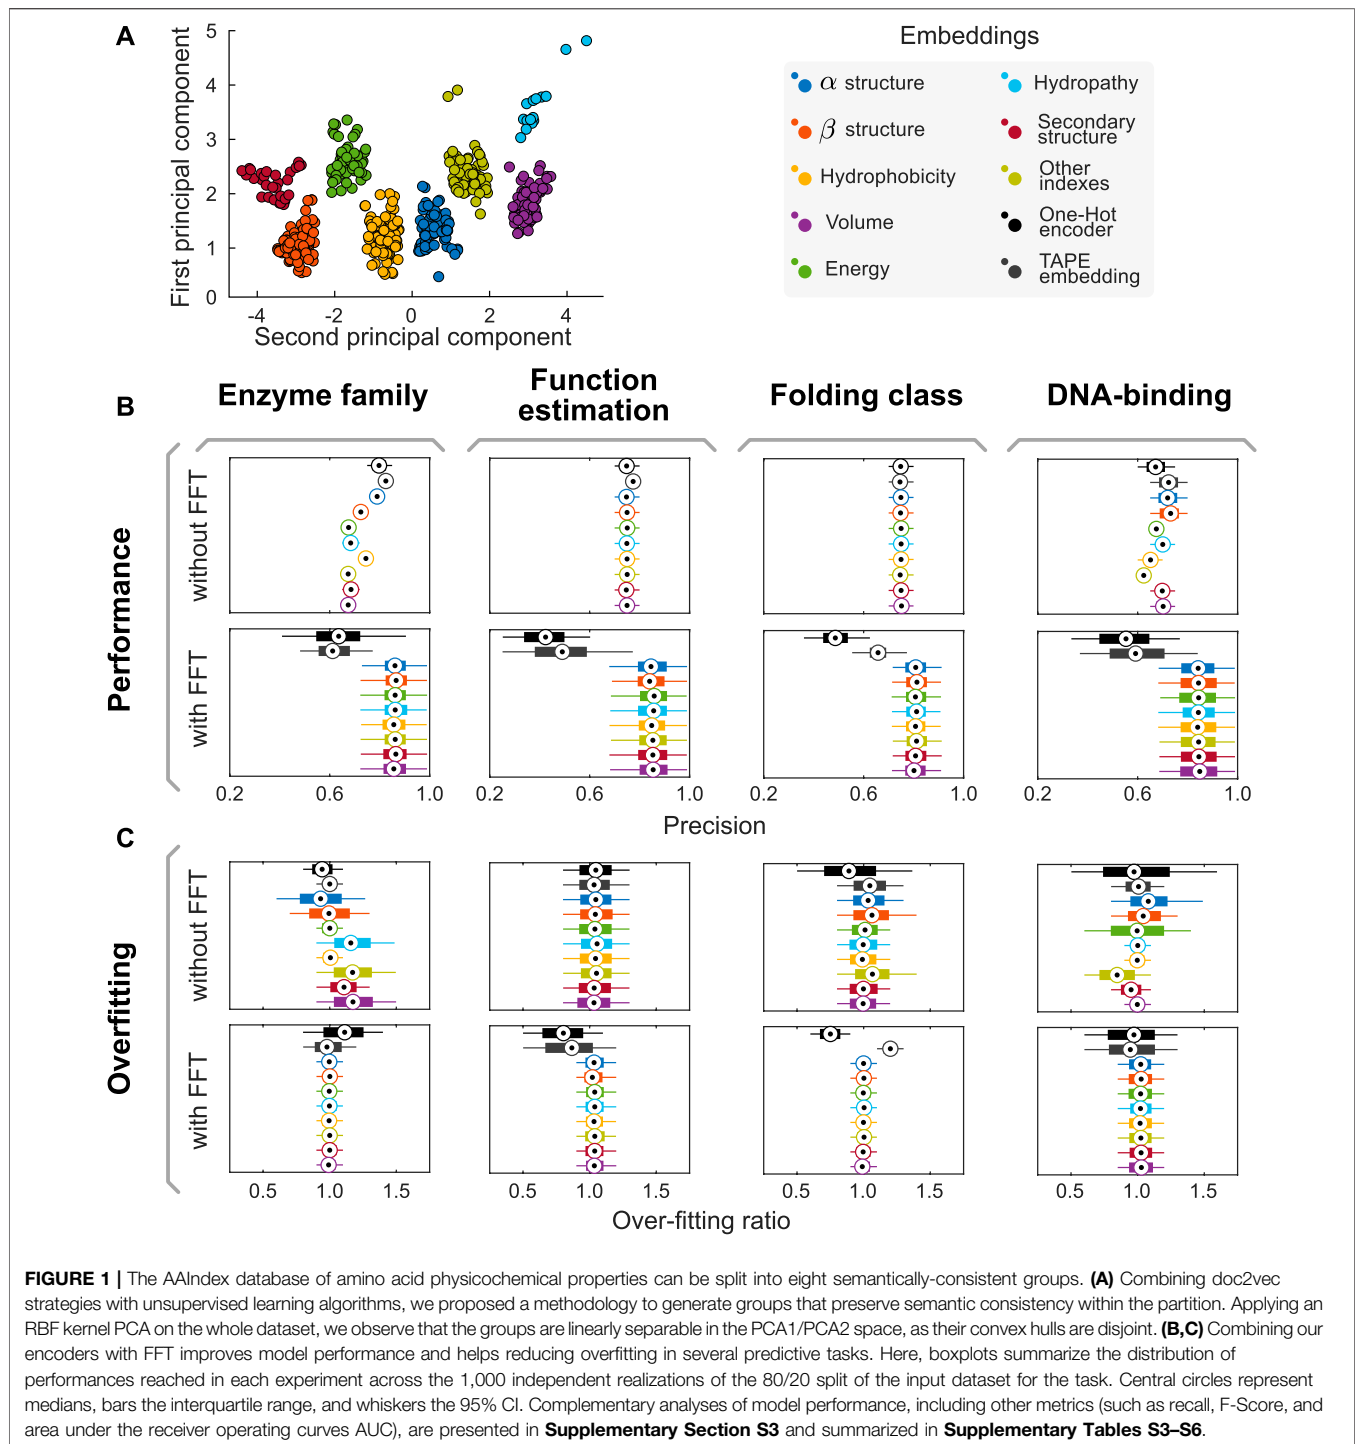 A
First principal component
5
4
3
2
1
0
-4
-2
0
2
4
Second principal component
Embeddings
α structure
β structure
Hydrophobicity
Volume
Energy
Hydropathy
Secondary
structure
Other
indexes
One-Hot
encoder
TAPE
embedding
B
Enzyme family
Function
estimation
Folding class
DNA-binding
Performance
without FFT
with FFT
0.2
0.6
1.0
0.2
0.6
1.0
0.2
0.6
1.0
0.2
0.6
1.0
Precision
C
Overfitting
without FFT
with FFT
0.5
1.0
1.5
0.5
1.0
1.5
0.5
1.0
1.5
0.5
1.0
1.5
Over-fitting ratio
FIGURE 1 | The AAIndex database of amino acid physicochemical properties can be split into eight semantically-consistent groups. (A) Combining doc2vec
strategies with unsupervised learning algorithms, we proposed a methodology to generate groups that preserve semantic consistency within the partition. Applying an
RBF kernel PCA on the whole dataset, we observe that the groups are linearly separable in the PCA1/PCA2 space, as their convex hulls are disjoint. (B,C) Combining our
encoders with FFT improves model performance and helps reducing overfitting in several predictive tasks. Here, boxplots summarize the distribution of
performances reached in each experiment across the 1,000 independent realizations of the 80/20 split of the input dataset for the task. Central circles represent
medians, bars the interquartile range, and whiskers the 95% CI. Complementary analyses of model performance, including other metrics (such as recall, F-Score, and
area under the receiver operating curves AUC), are presented in Supplementary Section S3 and summarized in Supplementary Tables S3–S6.